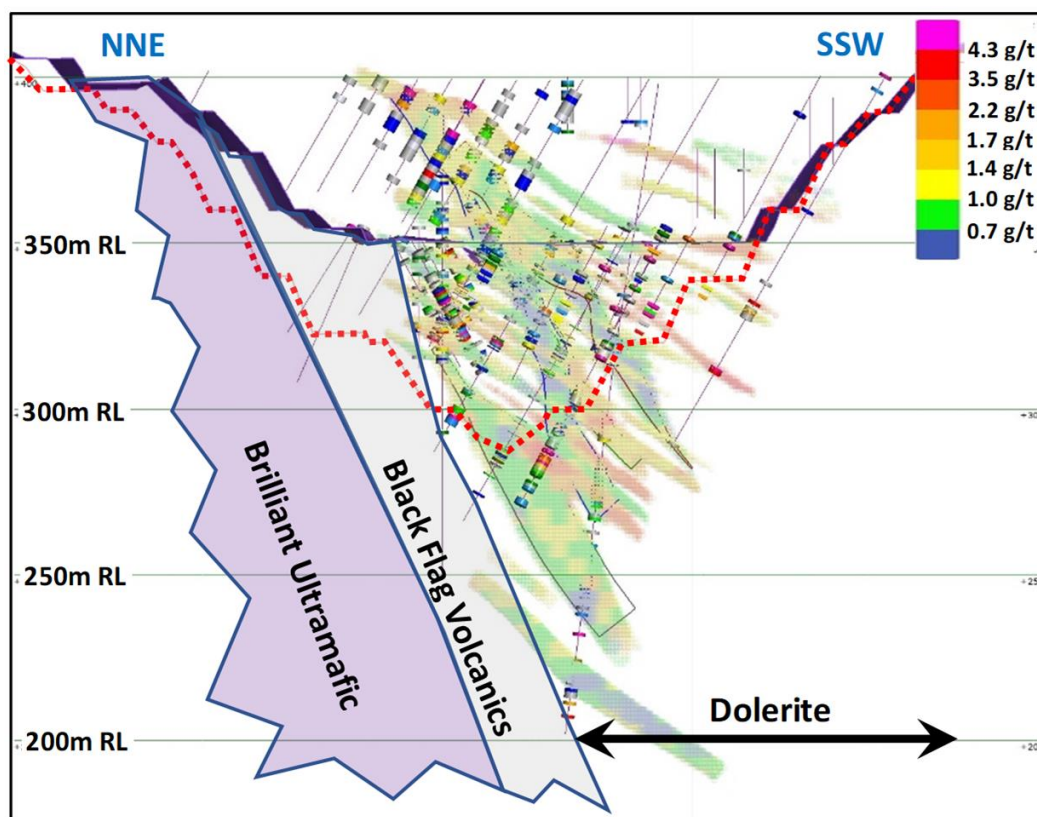 NNE
SSW
4.3 g/t
3.5 g/t
2.2 g/t
1.7 g/t
1.4 g/t
1.0 g/t
0.7 g/t
350m RL
300m RL
250m RL
200m RL
Brilliant Ultramafic
Black Flag Volcanics
Dolerite